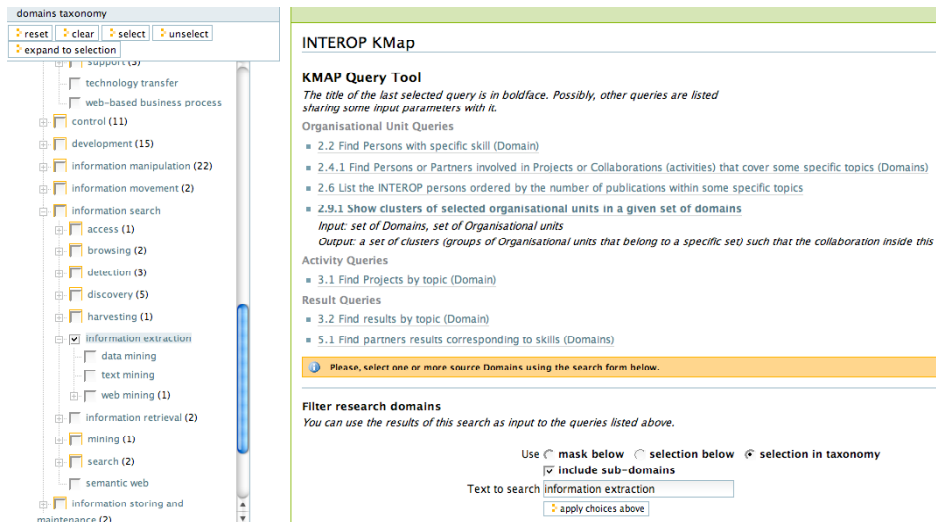 domains taxonomy
reset clear select unselect
expand to selection
support (3)
technology transfer
web-based business process
control (11)
development (15)
information manipulation (22)
information movement (2)
information search
access (1)
browsing (2)
detection (3)
discovery (5)
harvesting (1)
information extraction
data mining
text mining
web mining (1)
information retrieval (2)
mining (1)
search (2)
semantic web
information storing and
maintenance (2)
INTEROP KMap
KMAP Query Tool
The title of the last selected query is in boldface. Possibly, other queries are listed
sharing some input parameters with it.
Organisational Unit Queries
2.2 Find Persons with specific skill (Domain)
2.4.1 Find Persons or Partners involved in Projects or Collaborations (activities) that cover some specific topics (Domains)
2.6 List the INTEROP persons ordered by the number of publications within some specific topics
2.9.1 Show clusters of selected organisational units in a given set of domains
Input: set of Domains, set of Organisational units
Output: a set of clusters (groups of Organisational units that belong to a specific set) such that the collaboration inside this
Activity Queries
3.1 Find Projects by topic (Domain)
Result Queries
3.2 Find results by topic (Domain)
5.1 Find partners results corresponding to skills (Domains)
Please, select one or more source Domains using the search form below.
Filter research domains
You can use the results of this search as input to the queries listed above.
Use mask below selection below selection in taxonomy
include sub-domains
Text to search information extraction
apply choices above